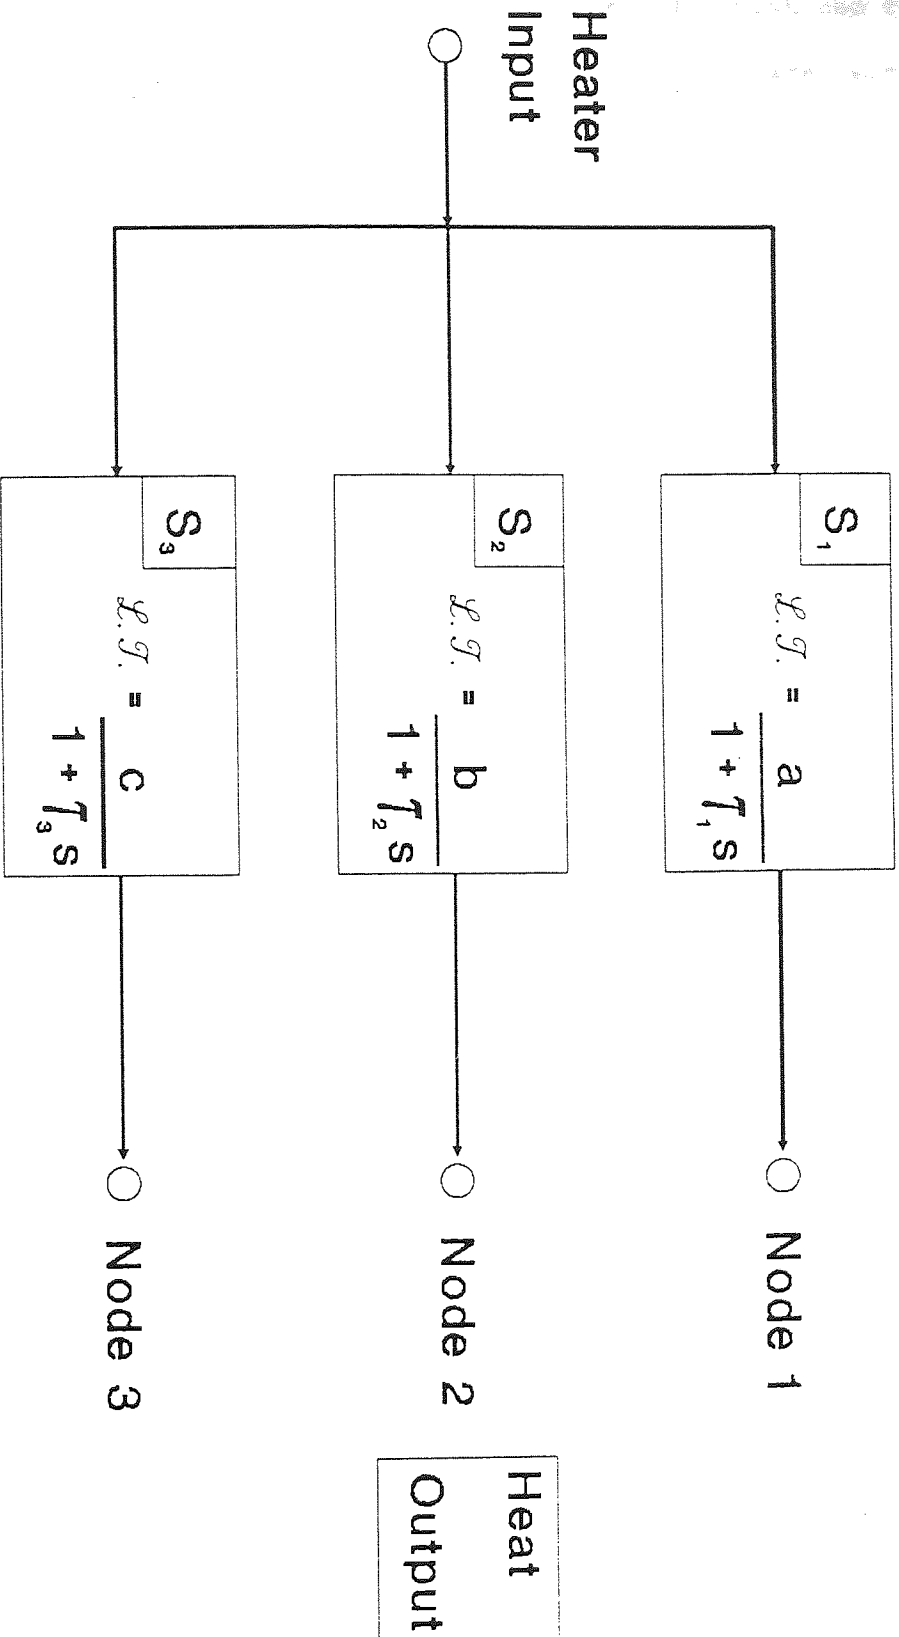 Heater
Input
S₁
ℒ.𝒯. = a / 1 + 𝒯₁ s
Node 1
S₂
ℒ.𝒯. = b / 1 + 𝒯₂ s
Node 2
S₃
ℒ.𝒯. = c / 1 + 𝒯₃ s
Node 3
Heat
Output